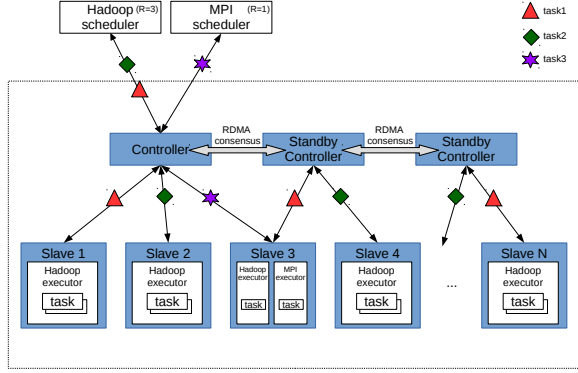 Hadoop (R=3)
scheduler
MPI (R=1)
scheduler
task1
task2
task3
Controller
RDMA
consensus
Standby
Controller
RDMA
consensus
Standby
Controller
Slave 1
Hadoop
executor
task
Slave 2
Hadoop
executor
task
Slave 3
Hadoop
executor
task
MPI
executor
task
Slave 4
Hadoop
executor
task
...
Slave N
Hadoop
executor
task